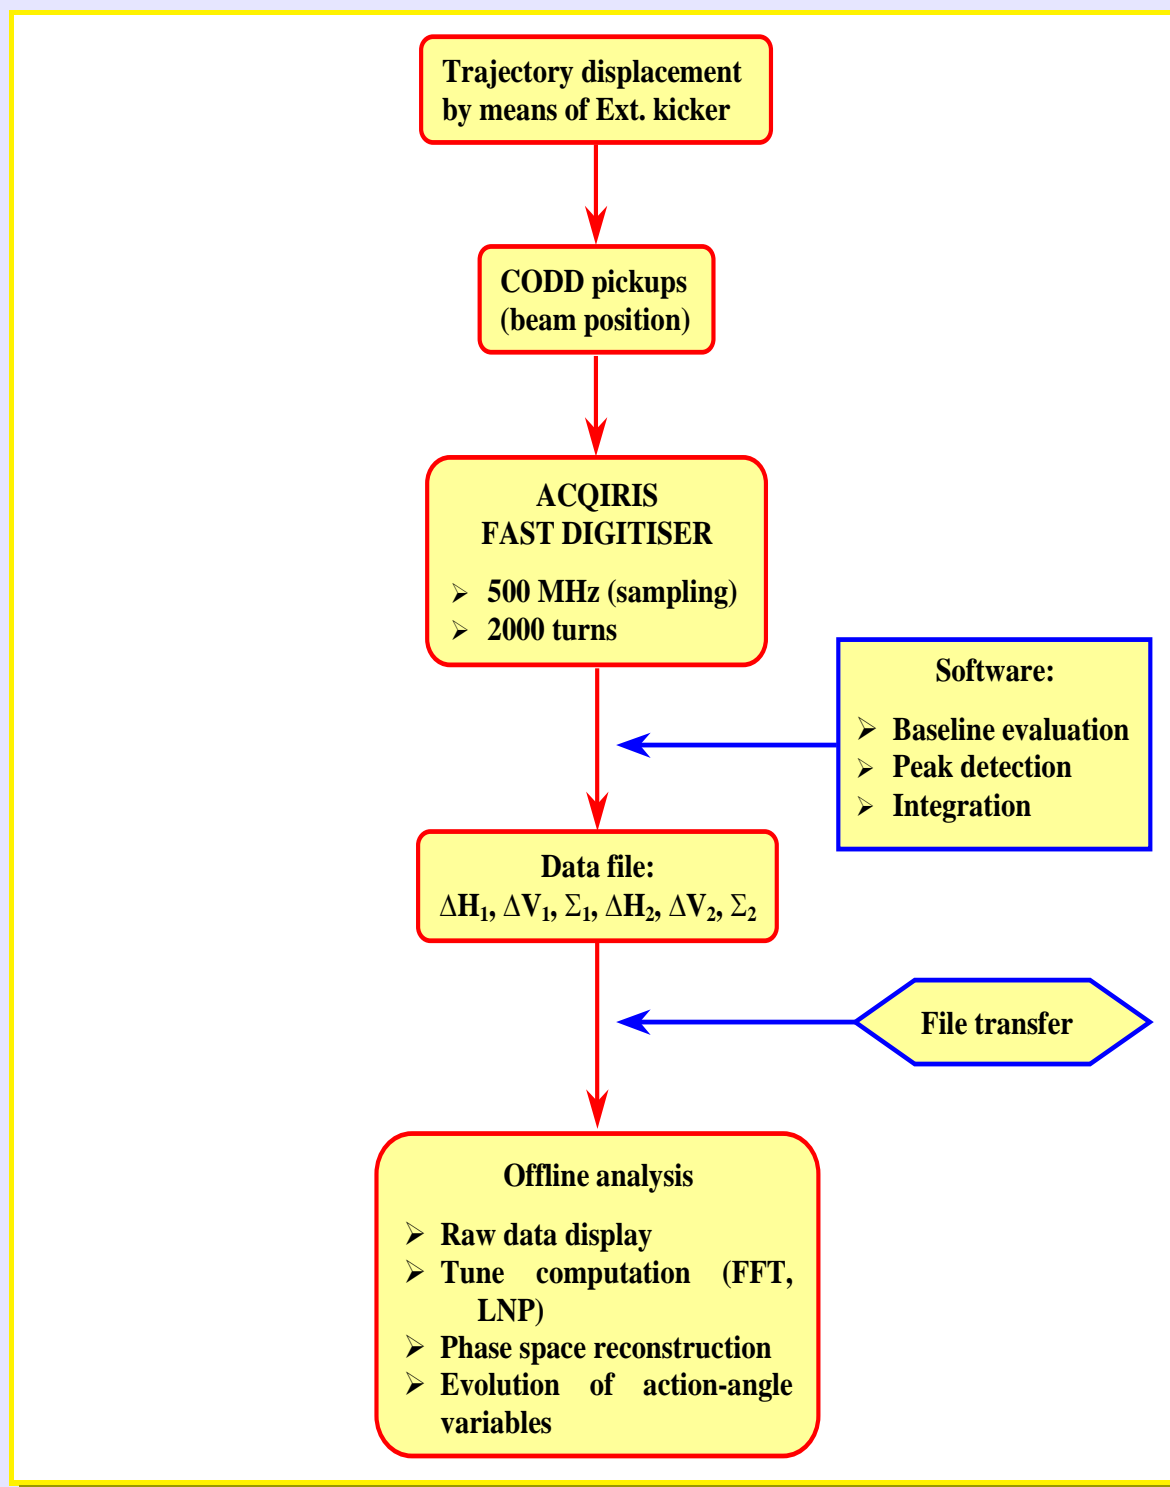 Trajectory displacement
by means of Ext. kicker
CODD pickups
(beam position)
ACQIRIS
FAST DIGITISER
➢ 500 MHz (sampling)
➢ 2000 turns
Software:
➢ Baseline evaluation
➢ Peak detection
➢ Integration
Data file:
ΔH₁, ΔV₁, Σ₁, ΔH₂, ΔV₂, Σ₂
File transfer
Offline analysis
➢ Raw data display
➢ Tune computation (FFT,
LNP)
➢ Phase space reconstruction
➢ Evolution of action-angle
variables